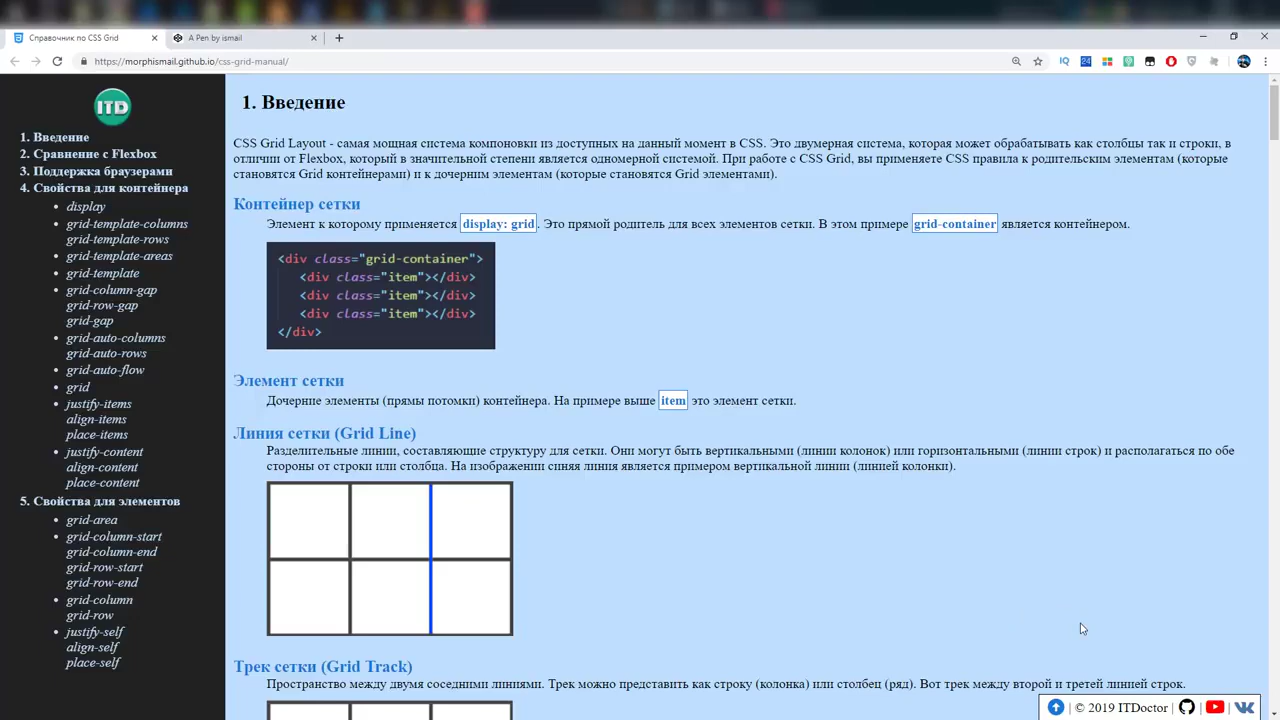 Справочник по CSS Grid
A Pen by ismail
https://morphismail.github.io/css-grid-manual/
ITD
1. Введение
2. Сравнение с Flexbox
3. Поддержка браузерами
4. Свойства для контейнера
display
grid-template-columns
grid-template-rows
grid-template-areas
grid-template
grid-column-gap
grid-row-gap
grid-gap
grid-auto-columns
grid-auto-rows
grid-auto-flow
grid
justify-items
align-items
place-items
justify-content
align-content
place-content
5. Свойства для элементов
grid-area
grid-column-start
grid-column-end
grid-row-start
grid-row-end
grid-column
grid-row
justify-self
align-self
place-self
1. Введение
CSS Grid Layout - самая мощная система компоновки из доступных на данный момент в CSS. Это двумерная система, которая может обрабатывать как столбцы так и строки, в
отличии от Flexbox, который в значительной степени является одномерной системой. При работе с CSS Grid, вы применяете CSS правила к родительским элементам (которые
становятся Grid контейнерами) и к дочерним элементам (которые становятся Grid элементами).
Контейнер сетки
Элемент к которому применяется display: grid. Это прямой родитель для всех элементов сетки. В этом примере grid-container является контейнером.
<div class="grid-container">
<div class="item"></div>
<div class="item"></div>
<div class="item"></div>
</div>
Элемент сетки
Дочерние элементы (прямы потомки) контейнера. На примере выше item это элемент сетки.
Линия сетки (Grid Line)
Разделительные линии, составляющие структуру для сетки. Они могут быть вертикальными (линии колонок) или горизонтальными (линии строк) и располагаться по обе
стороны от строки или столбца. На изображении синяя линия является примером вертикальной линии (линией колонки).
Трек сетки (Grid Track)
Пространство между двумя соседними линиями. Трек можно представить как строку (колонка) или столбец (ряд). Вот трек между второй и третей линией строк.
| © 2019 ITDoctor | | |